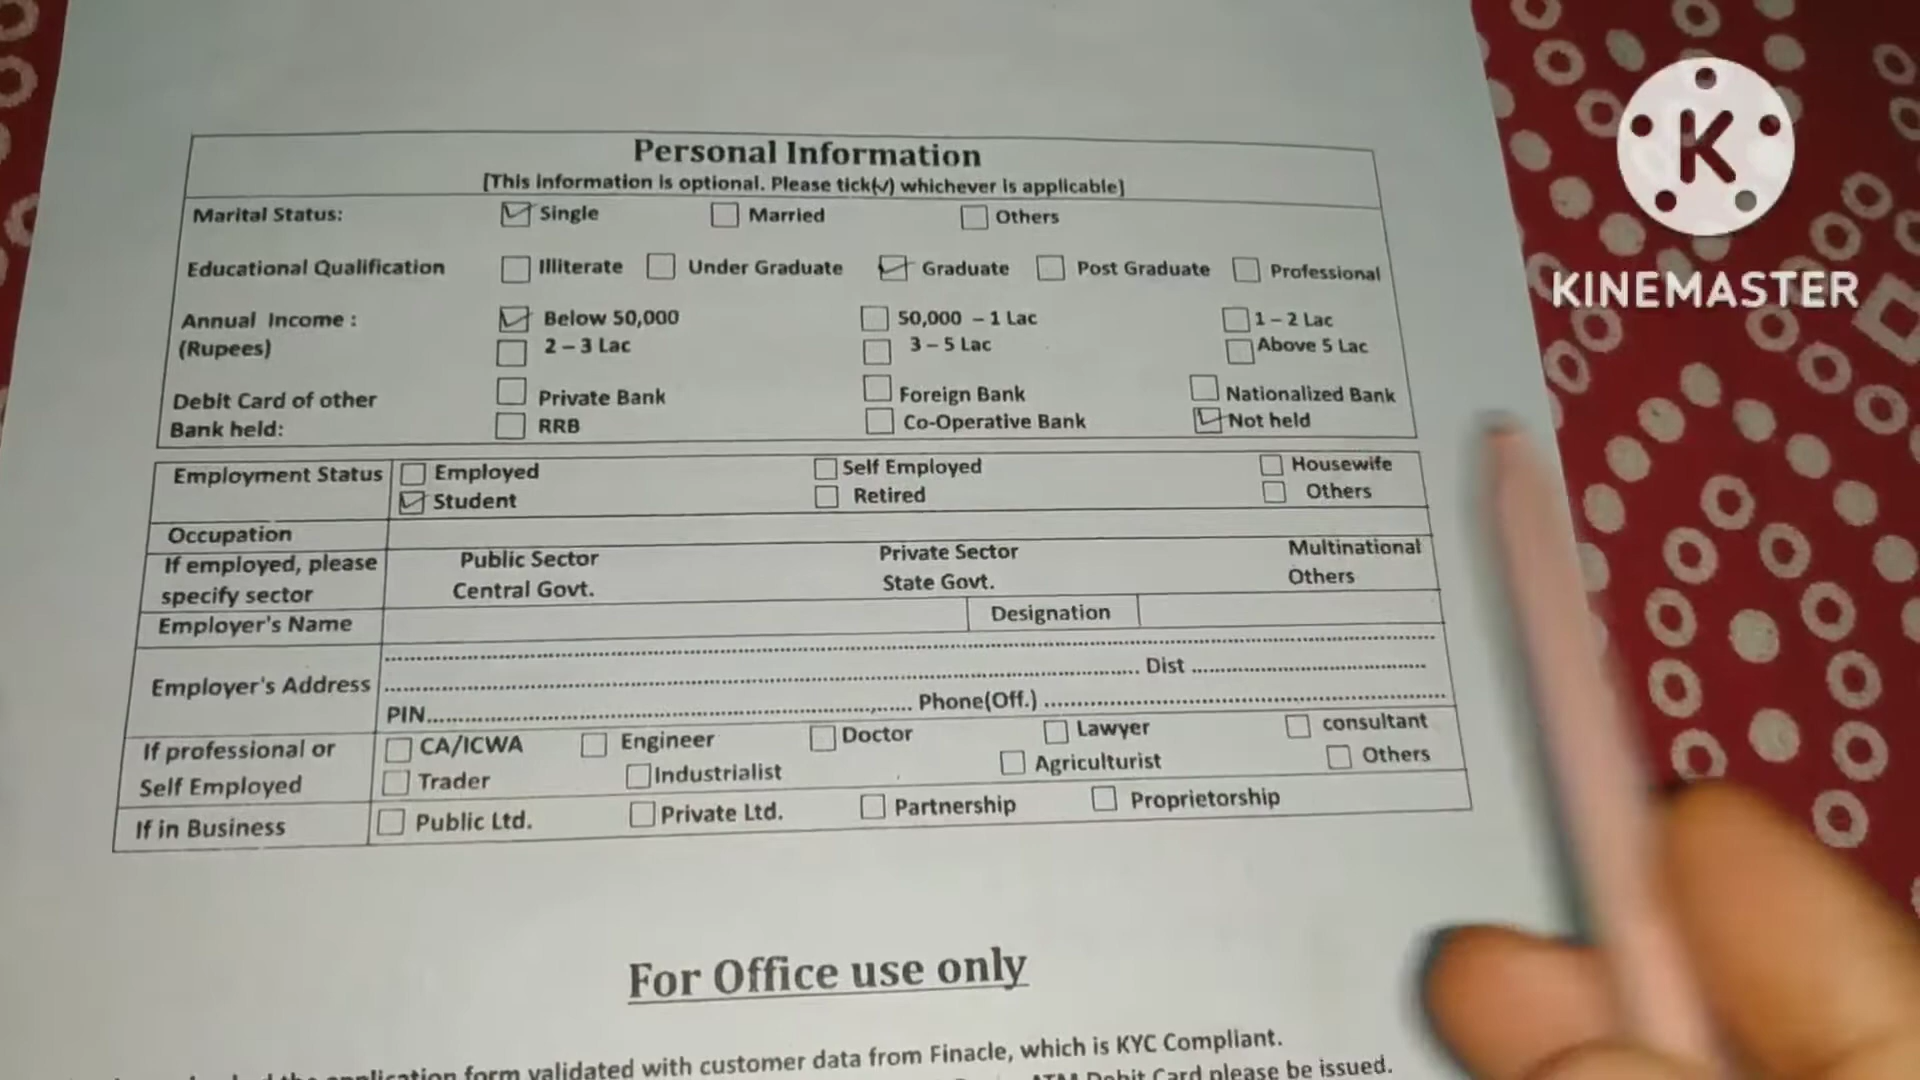 Personal Information
[This information is optional. Please tick(√) whichever is applicable]
Marital Status: Single Married Others
Educational Qualification Illiterate Under Graduate Graduate Post Graduate Professional
Annual Income : Below 50,000 50,000 – 1 Lac 1 – 2 Lac
(Rupees) 2 – 3 Lac 3 – 5 Lac Above 5 Lac
Debit Card of other Private Bank Foreign Bank Nationalized Bank
Bank held: RRB Co-Operative Bank Not held
Employment Status Employed Self Employed Housewife
Student Retired Others
Occupation
If employed, please Public Sector Private Sector Multinational
specify sector Central Govt. State Govt. Others
Employer's Name Designation
Employer's Address Dist
PIN Phone(Off.)
If professional or CA/ICWA Engineer Doctor Lawyer consultant
Self Employed Trader Industrialist Agriculturist Others
If in Business Public Ltd. Private Ltd. Partnership Proprietorship
For Office use only
application form validated with customer data from Finacle, which is KYC Compliant.
ATM Debit Card please be issued.
K
KINEMASTER